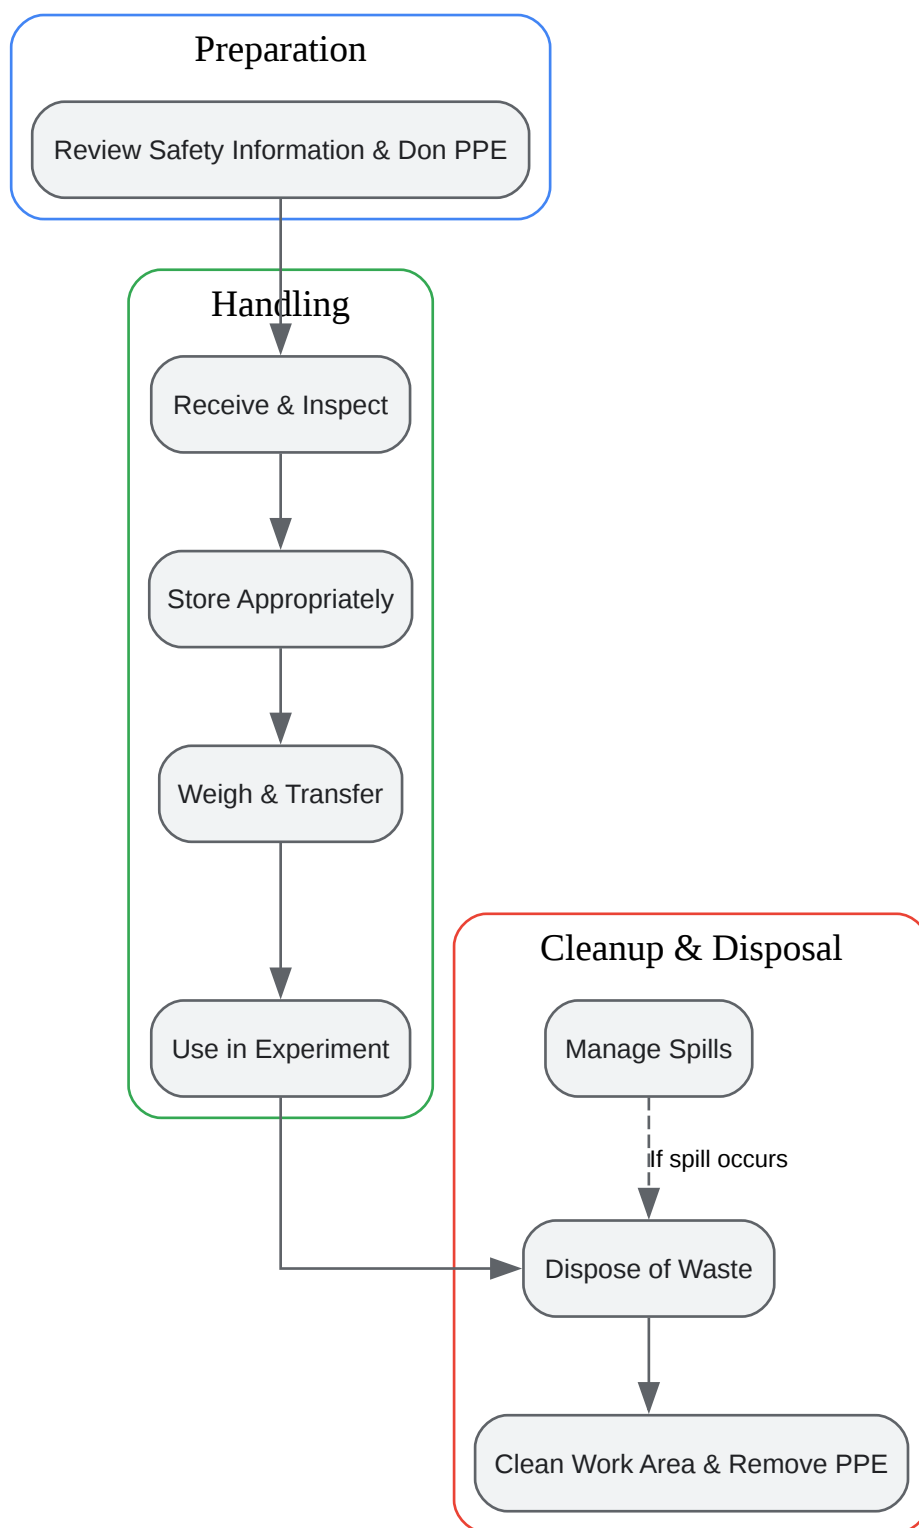 Preparation
Review Safety Information & Don PPE
Handling
Receive & Inspect
Store Appropriately
Weigh & Transfer
Use in Experiment
Cleanup & Disposal
Manage Spills
If spill occurs
Dispose of Waste
Clean Work Area & Remove PPE